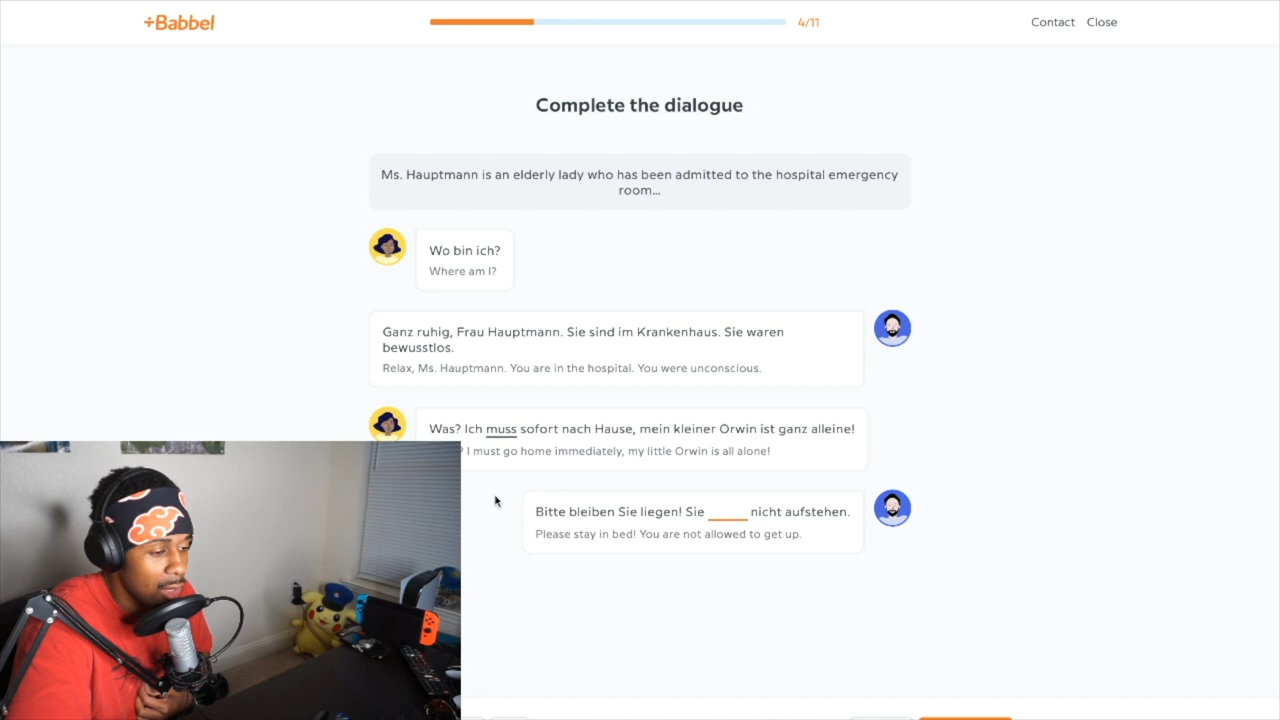 +Babbel
4/11
Contact
Close
Complete the dialogue
Ms. Hauptmann is an elderly lady who has been admitted to the hospital emergency
room...
Wo bin ich?
Where am I?
Ganz ruhig, Frau Hauptmann. Sie sind im Krankenhaus. Sie waren
bewusstlos.
Relax, Ms. Hauptmann. You are in the hospital. You were unconscious.
Was? Ich muss sofort nach Hause, mein kleiner Orwin ist ganz alleine!
I must go home immediately, my little Orwin is all alone!
Bitte bleiben Sie liegen! Sie _____ nicht aufstehen.
Please stay in bed! You are not allowed to get up.